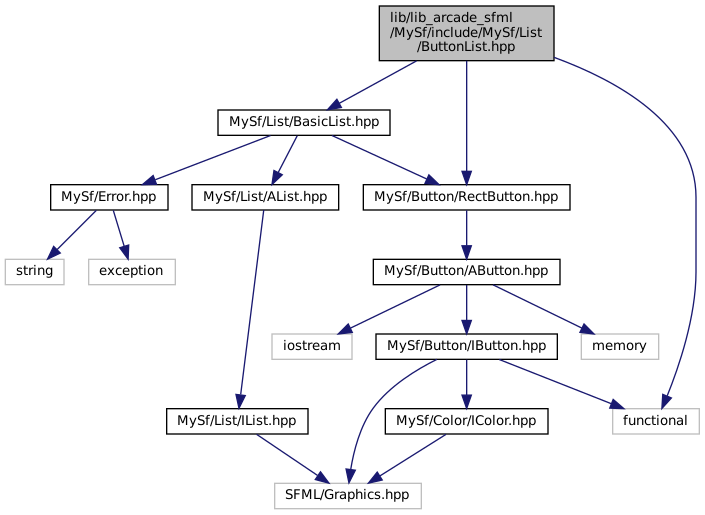 lib/lib_arcade_sfml
/MySf/include/MySf/List
/ButtonList.hpp
MySf/List/BasicList.hpp
MySf/Error.hpp
MySf/List/AList.hpp
MySf/Button/RectButton.hpp
string
exception
MySf/Button/AButton.hpp
iostream
MySf/Button/IButton.hpp
memory
MySf/List/IList.hpp
MySf/Color/IColor.hpp
functional
SFML/Graphics.hpp